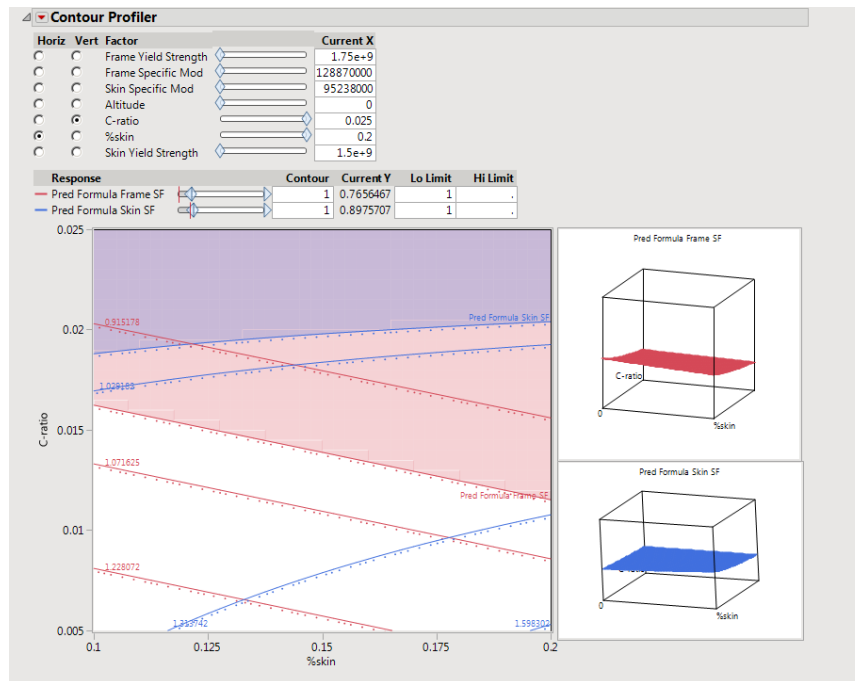 Contour Profiler
Horiz Vert Factor Current X
Frame Yield Strength 1.75e+9
Frame Specific Mod 128870000
Skin Specific Mod 95238000
Altitude 0
C-ratio 0.025
%skin 0.2
Skin Yield Strength 1.5e+9
Response Contour Current Y Lo Limit Hi Limit
Pred Formula Frame SF 1 0.7656467 1 .
Pred Formula Skin SF 1 0.8975707 1 .
0.025
0.02
0.015
0.01
0.005
C-ratio
0.915178
Pred Formula Skin SF
1.029183
1.071625
Pred Formula Frame SF
1.228072
1.313742
1.598302
0.1 0.125 0.15 0.175 0.2
%skin
Pred Formula Frame SF
C-ratio
0
%skin
Pred Formula Skin SF
0
%skin